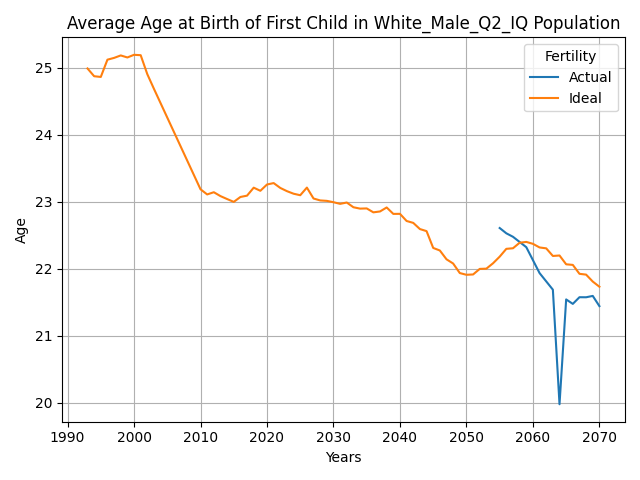 Average Age at Birth of First Child in White_Male_Q2_IQ Population
Fertility
Actual
Ideal
25
24
23
22
21
20
Age
1990
2000
2010
2020
2030
2040
2050
2060
2070
Years